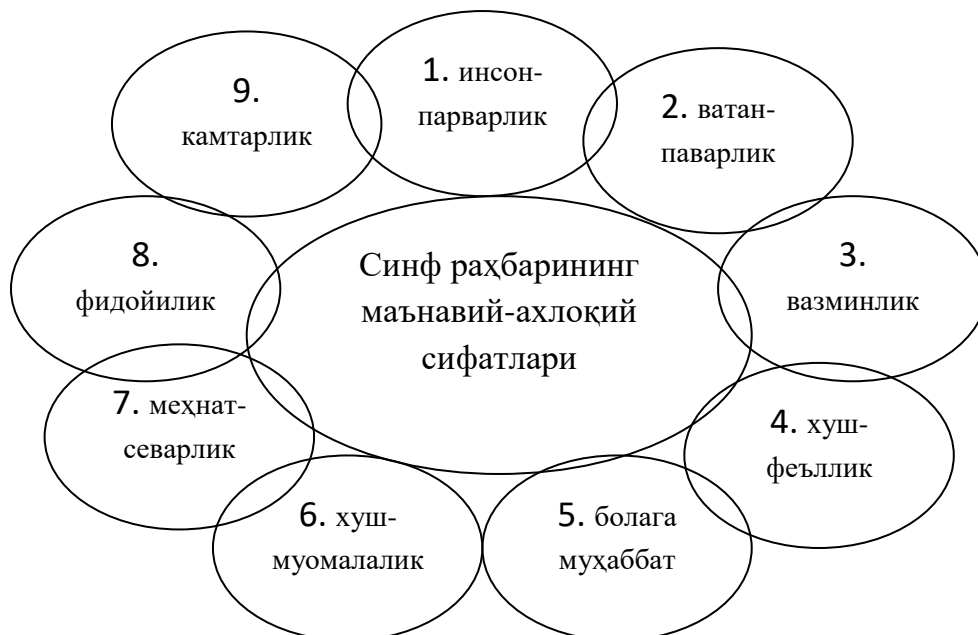 1. инсон-
парварлик
2. ватан-
паварлик
3.
вазминлик
4. хуш-
феъллик
5. болага
муҳаббат
6. хуш-
муомалалик
7. меҳнат-
севарлик
8.
фидойилик
9.
камтарлик
Синф раҳбарининг
маънавий-ахлоқий
сифатлари